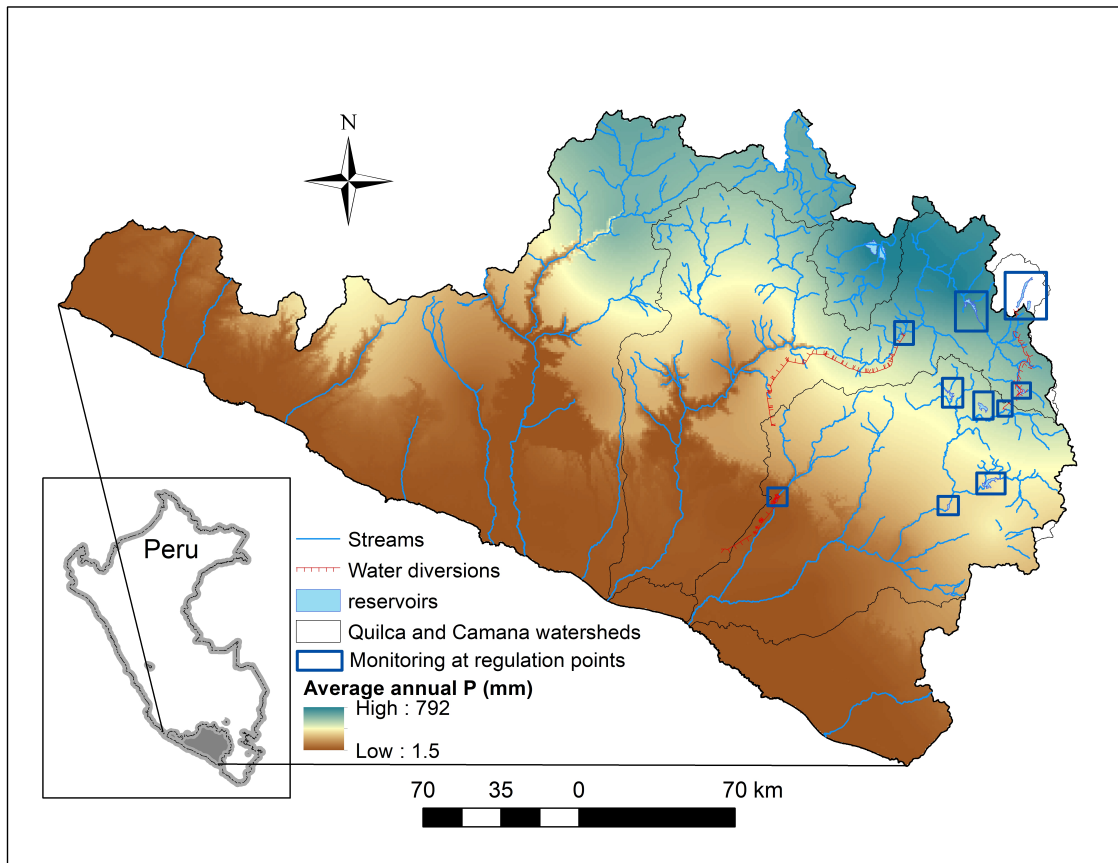 N
Peru
Streams
Water diversions
reservoirs
Quilca and Camana watersheds
Monitoring at regulation points
Average annual P (mm)
High : 792
Low : 1.5
70 35 0 70 km